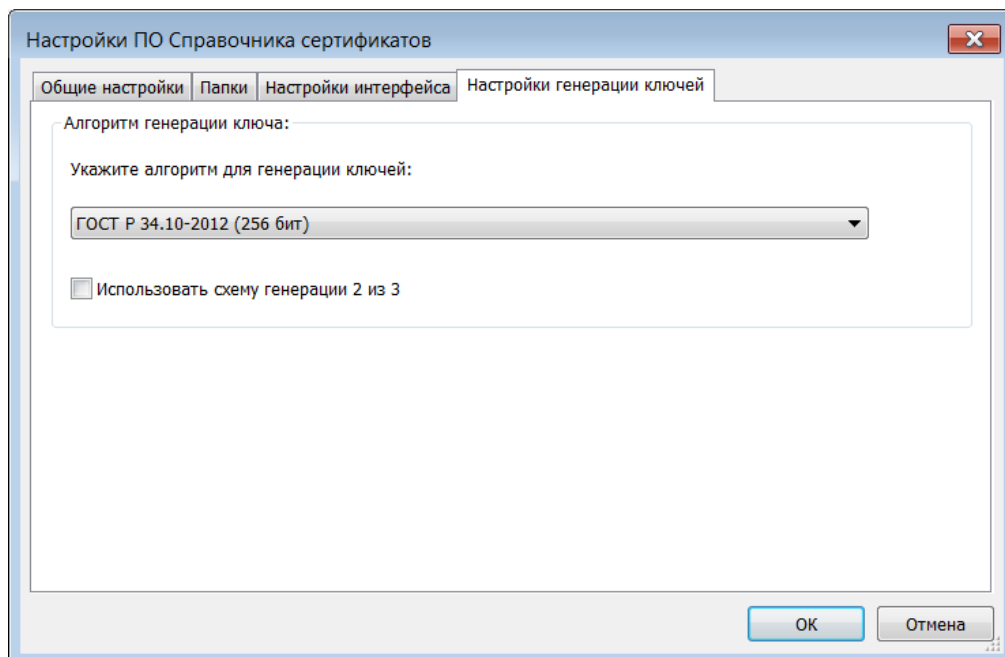 Настройки ПО Справочника сертификатов
Общие настройки Папки Настройки интерфейса Настройки генерации ключей
Алгоритм генерации ключа:
Укажите алгоритм для генерации ключей:
ГОСТ Р 34.10-2012 (256 бит)
Использовать схему генерации 2 из 3
ОК Отмена